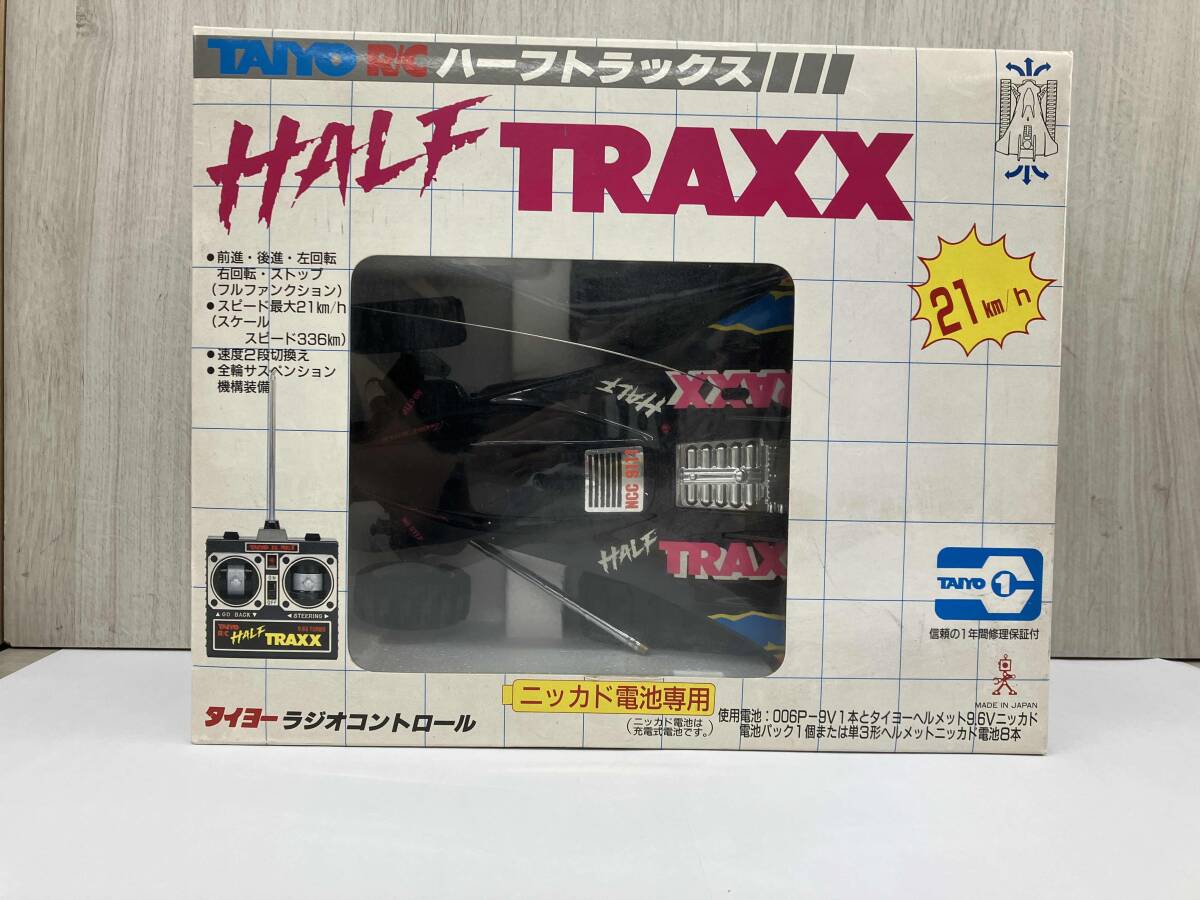 TAIYO R/C ハーフトラックス
HALF TRAXX
●前進・後進・左回転
右回転・ストップ
(フルファンクション)
●スピード最大21km/h
(スケール
スピード336km)
●速度2段切換え
●全輪サスペンション
機構装備
21km/h
HALF TRAXX
NCC 9114
HALF TRAX
ON
OFF
▲GO BACK▼
◀STEERING▶
TAIYO
R/C
HALF TRAXX
TAIYO 1
信頼の1年間修理保証付
MADE IN JAPAN
ニッカド電池専用
(ニッカド電池は
充電式電池です。)
タイヨーラジオコントロール
使用電池:006P-9V1本とタイヨーヘルメット9.6Vニッカド
電池パック1個または単3形ヘルメットニッカド電池8本